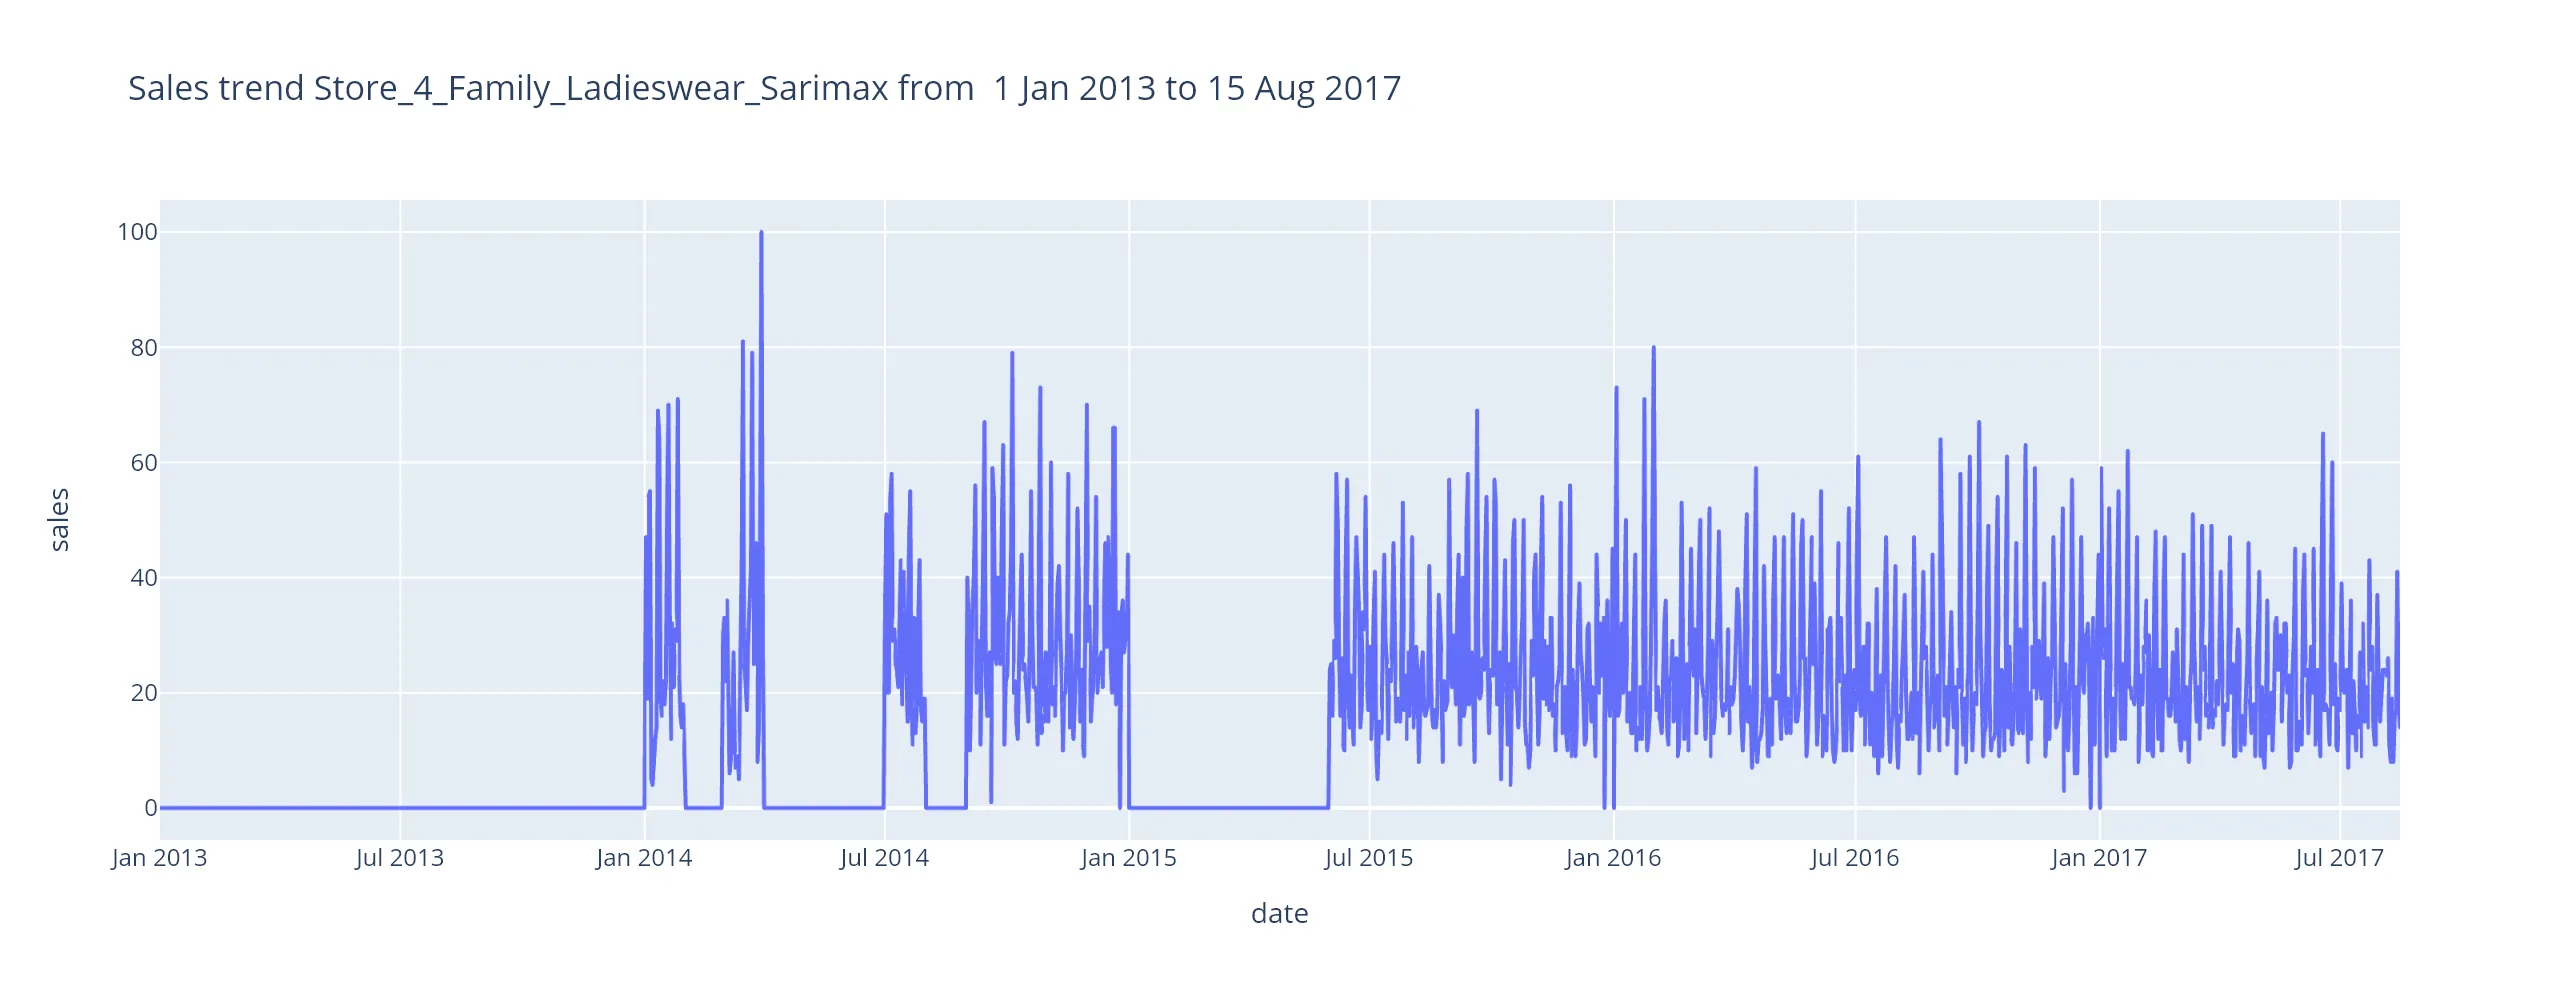 Sales trend Store_4_Family_Ladieswear_Sarimax from  1 Jan 2013 to 15 Aug 2017
100
80
60
40
20
0
sales
Jan 2013 Jul 2013 Jan 2014 Jul 2014 Jan 2015 Jul 2015 Jan 2016 Jul 2016 Jan 2017 Jul 2017
date